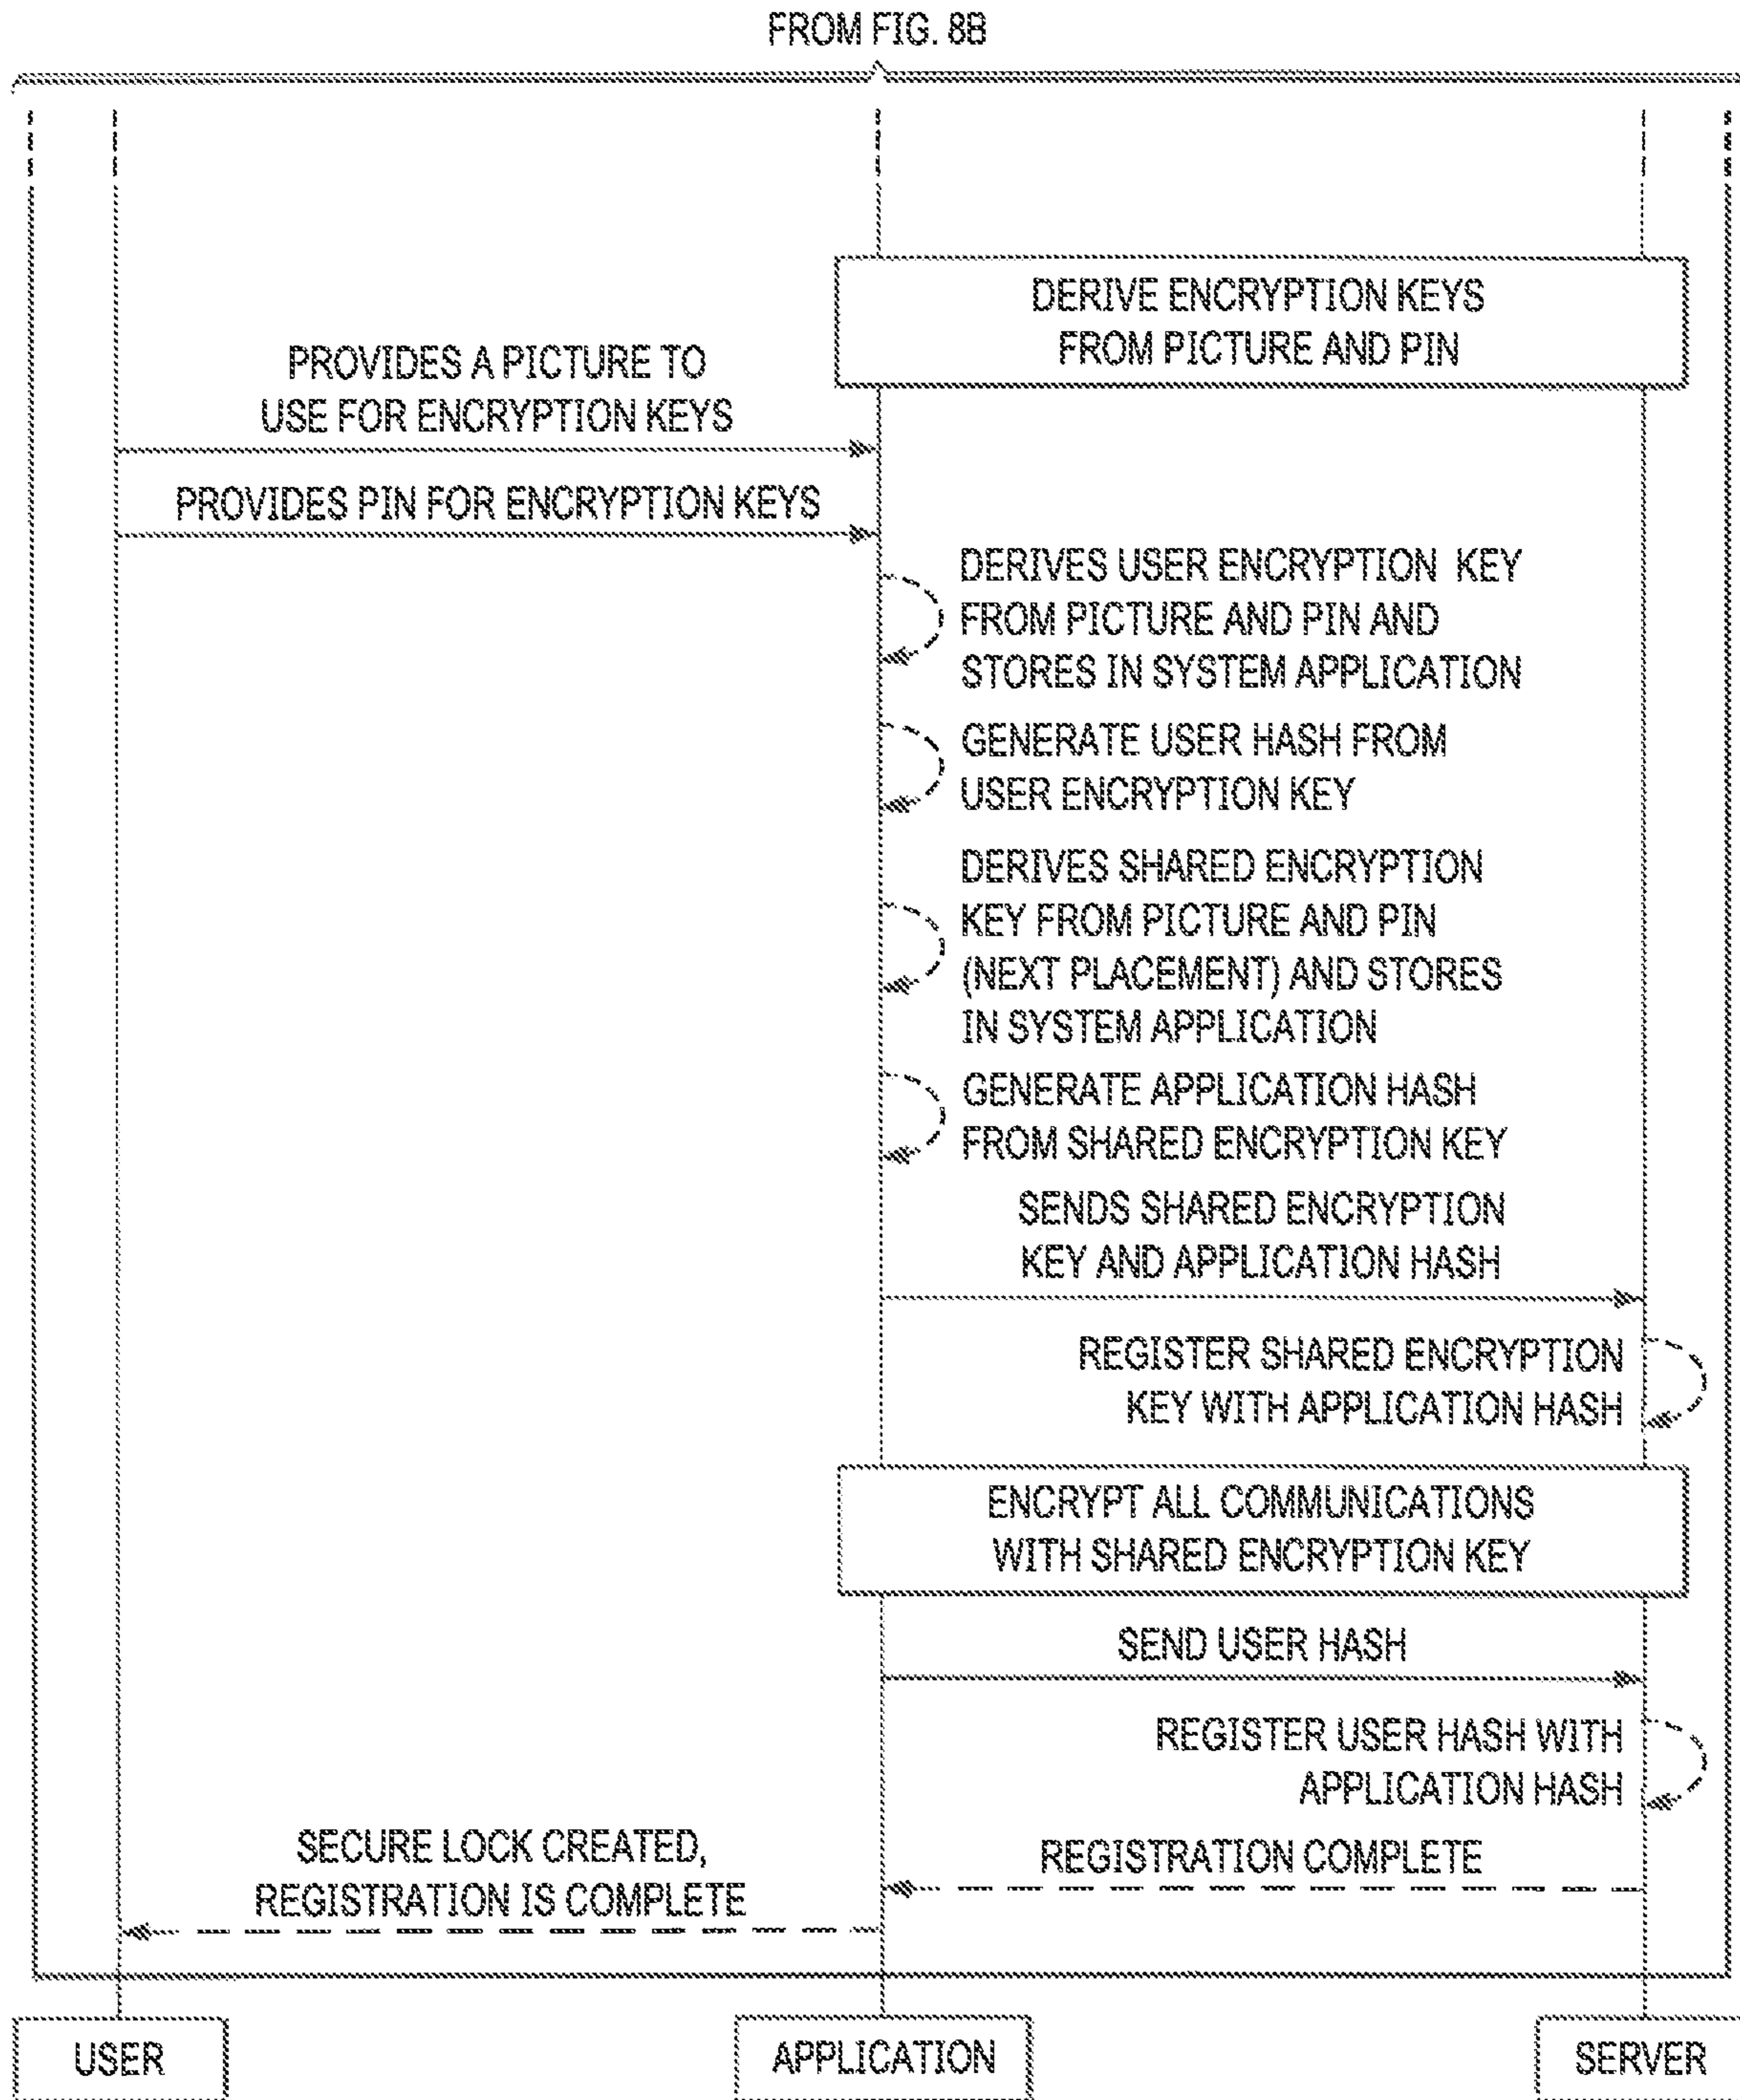 FROM FIG. 8B
DERIVE ENCRYPTION KEYS
FROM PICTURE AND PIN
PROVIDES A PICTURE TO
USE FOR ENCRYPTION KEYS
PROVIDES PIN FOR ENCRYPTION KEYS
DERIVES USER ENCRYPTION KEY
FROM PICTURE AND PIN AND
STORES IN SYSTEM APPLICATION
GENERATE USER HASH FROM
USER ENCRYPTION KEY
DERIVES SHARED ENCRYPTION
KEY FROM PICTURE AND PIN
(NEXT PLACEMENT) AND STORES
IN SYSTEM APPLICATION
GENERATE APPLICATION HASH
FROM SHARED ENCRYPTION KEY
SENDS SHARED ENCRYPTION
KEY AND APPLICATION HASH
REGISTER SHARED ENCRYPTION
KEY WITH APPLICATION HASH
ENCRYPT ALL COMMUNICATIONS
WITH SHARED ENCRYPTION KEY
SEND USER HASH
REGISTER USER HASH WITH
APPLICATION HASH
REGISTRATION COMPLETE
SECURE LOCK CREATED,
REGISTRATION IS COMPLETE
USER
APPLICATION
SERVER